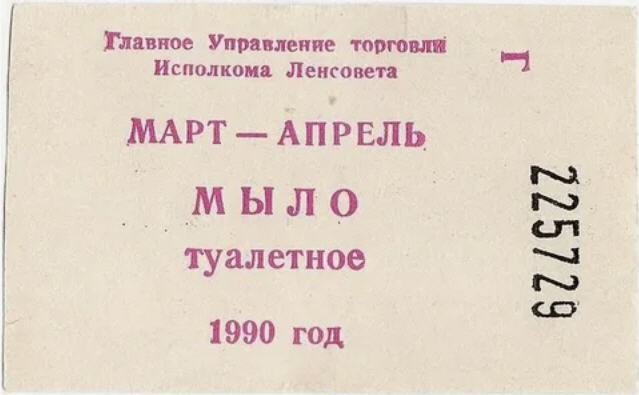 Главное Управление торговли
Исполкома Ленсовета
МАРТ — АПРЕЛЬ
МЫЛО
туалетное
1990 год
Г
225729